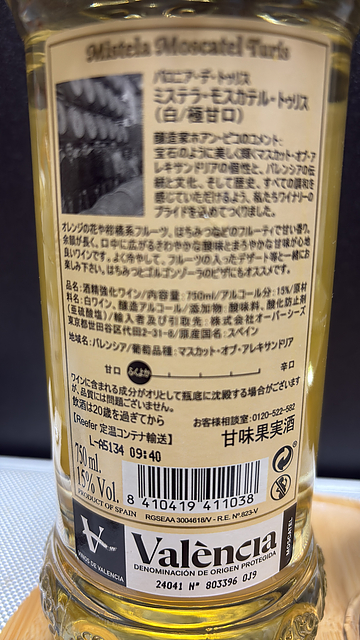 Mistela Moscatel Turis
バロニア・デ・トゥリス
ミステラ・モスカテル・トゥリス
(白/極甘口)
醸造家ホアン・ピコのコメント:
宝石のように美しく輝くマスカット・オブ・ア
レキサンドリアの個性と、バレンシアの伝
統と文化、そして歴史、すべての調和を
感じていただけるよう、私たちワイナリーの
プライドを込めてつくりました。
オレンジの花や柑橘系フルーツ、はちみつなどのフルーティで甘い香り。
余韻が長く、口中に広がるさわやかな酸味とまろやかな甘味が心地
良いワインです。よく冷やして、フルーツの入ったデザート等と一緒にお
楽しみ下さい。はちみつとゴルゴンゾーラのピザにもオススメです。
品名:酒精強化ワイン/内容量:750ml/アルコール分:15%/原材
料:白ワイン、醸造アルコール/添加物:酸味料、酸化防止剤
(亜硫酸塩)/輸入者及び引取先:株式会社オーバーシーズ
東京都世田谷区代田2-31-8/原産国名:スペイン
地域名:バレンシア/葡萄品種:マスカット・オブ・アレキサンドリア
甘口 ふくよか 辛口
ワインに含まれる成分がオリとして瓶底に沈殿する場合がございます
が、品質には問題ございません。
飲酒は20歳を過ぎてから お客様相談室:0120-522-582
【Reefer 定温コンテナ輸送】 甘味果実酒
L-A5134 09:40
750 ml.
15% Vol.
PRODUCT OF SPAIN
8 410419 411038
RGSEAA 3004618/V - R.E. Nº 823-V
VINOS DE VALENCIA
València
DENOMINACIÓN DE ORIGEN PROTEGIDA
MOSCATEL
24041 Nº 803396 0J9